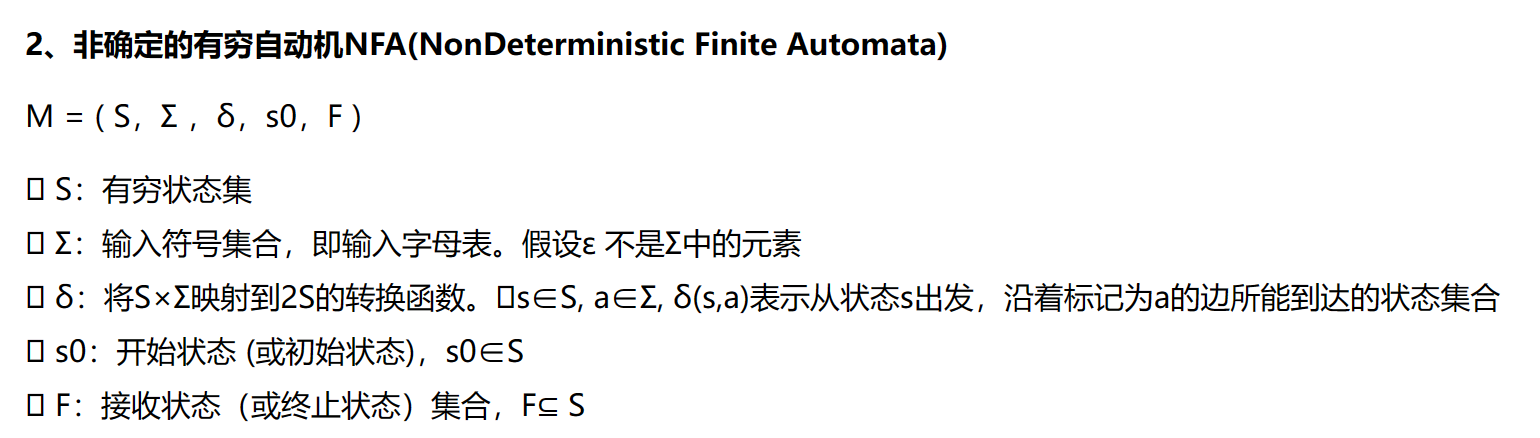 2、非确定的有穷自动机NFA(NonDeterministic Finite Automata)
M = ( S，Σ ，δ，s0，F )
▯ S：有穷状态集
▯ Σ：输入符号集合，即输入字母表。假设ε 不是Σ中的元素
▯ δ：将S×Σ映射到2S的转换函数。▯s∈S, a∈Σ, δ(s,a)表示从状态s出发，沿着标记为a的边所能到达的状态集合
▯ s0：开始状态 (或初始状态)，s0∈S
▯ F：接收状态（或终止状态）集合，F⊆ S